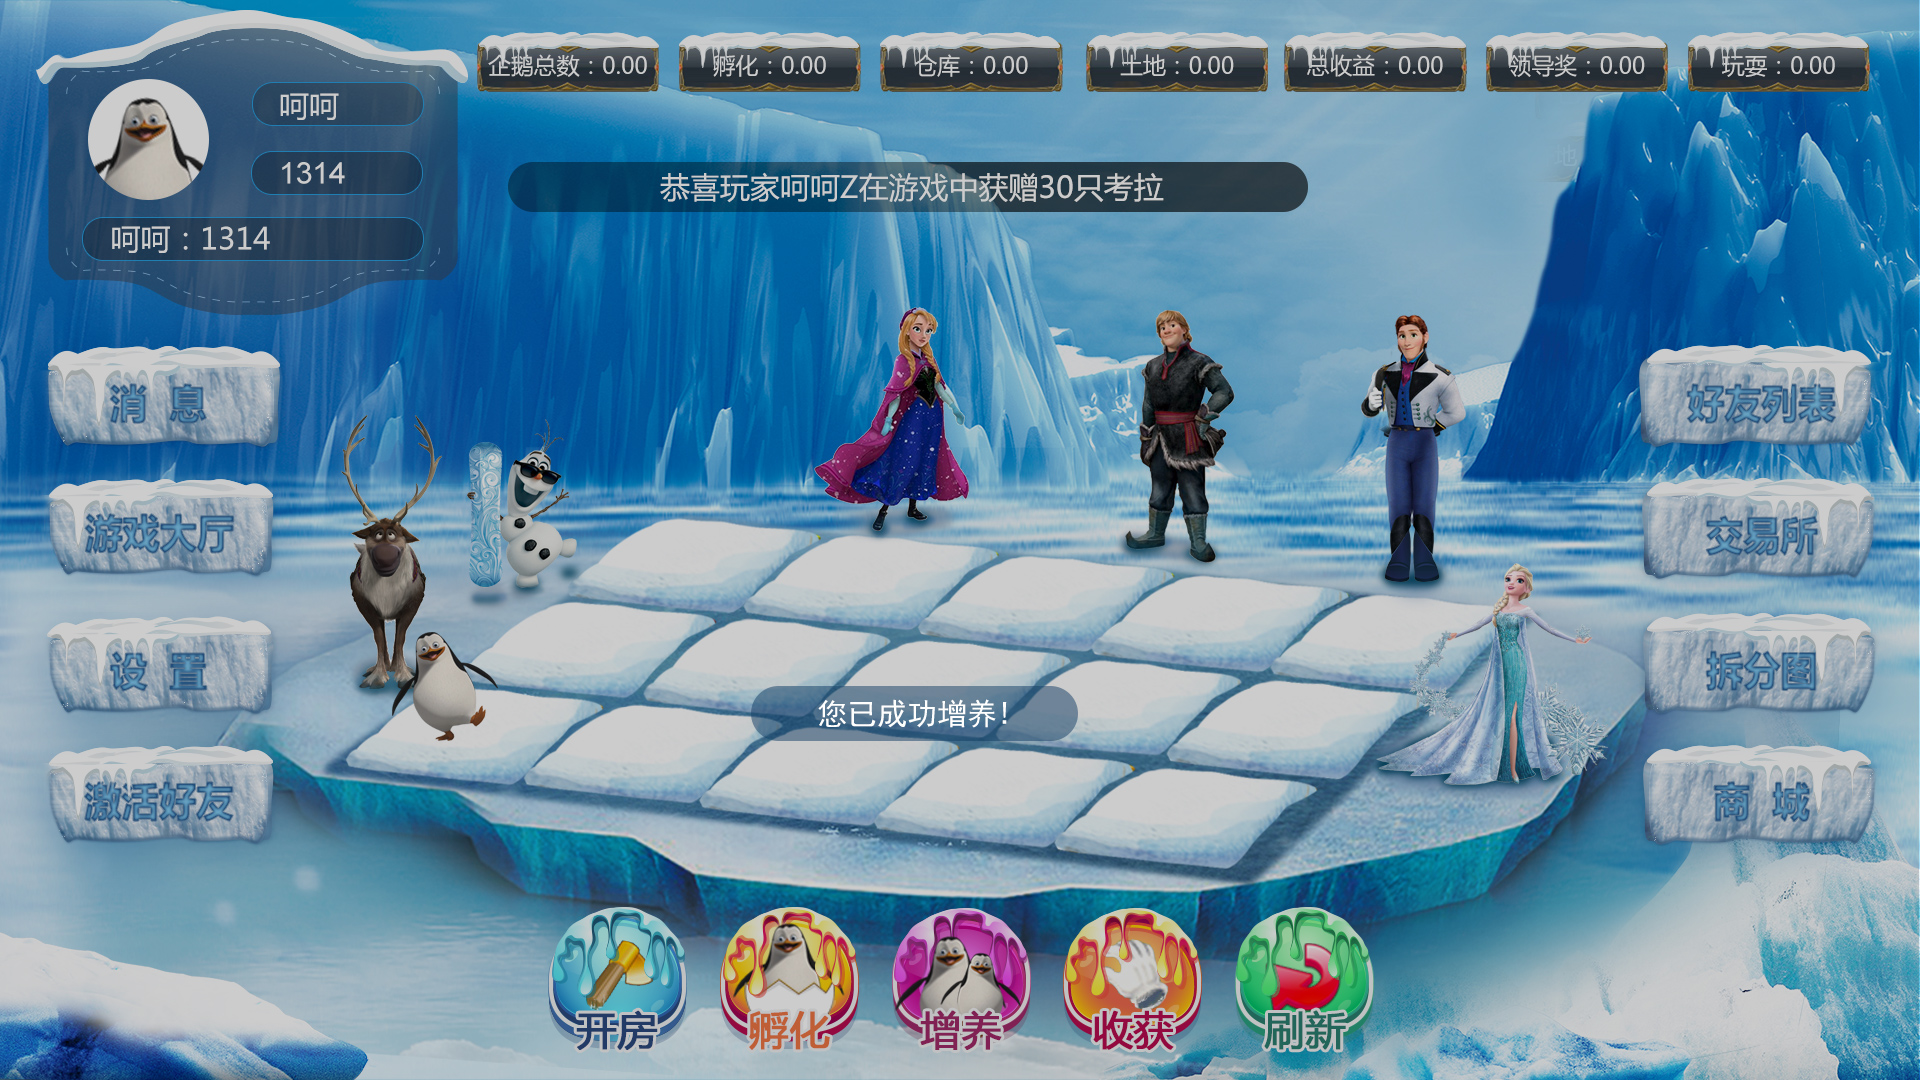 企鹅总数：0.00
孵化：0.00
仓库：0.00
土地：0.00
总收益：0.00
领导奖：0.00
玩耍：0.00
呵呵
1314
呵呵：1314
恭喜玩家呵呵Z在游戏中获赠30只考拉
消 息
游戏大厅
设 置
激活好友
好友列表
交易所
拆分图
商 城
您已成功增养！
开房
孵化
增养
收获
刷新